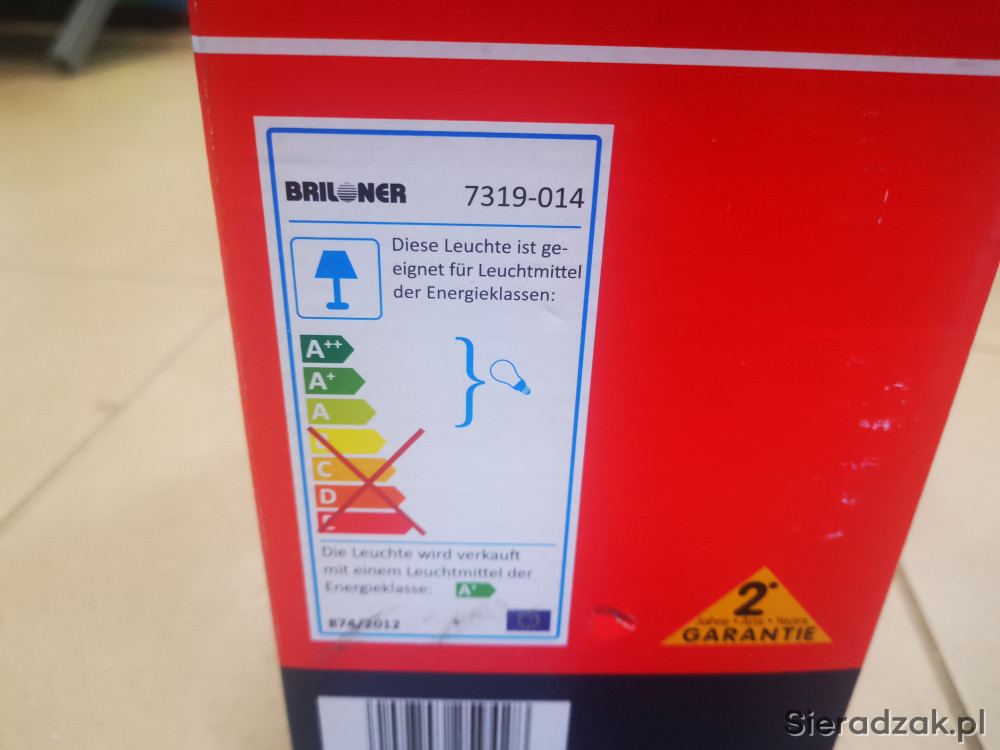 BRILONER 7319-014
Diese Leuchte ist ge-
eignet für Leuchtmittel
der Energieklassen:
A++
A+
A
C
D
Die Leuchte wird verkauft
mit einem Leuchtmittel der
Energieklasse: A+
874/2012
2*
Jahre • Ans • Years
GARANTIE
Sieradzak.pl